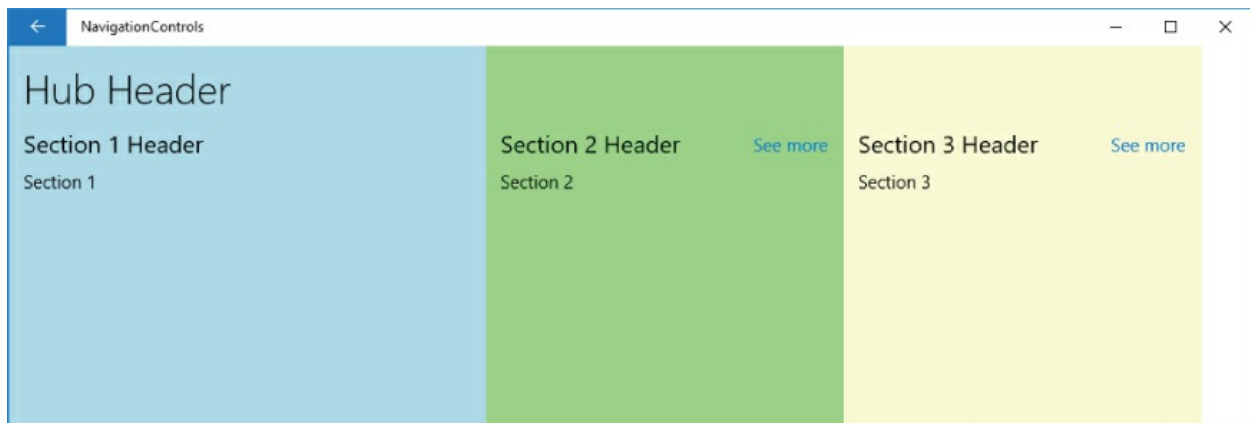 NavigationControls
Hub Header
Section 1 Header
Section 1
Section 2 Header See more
Section 2
Section 3 Header See more
Section 3